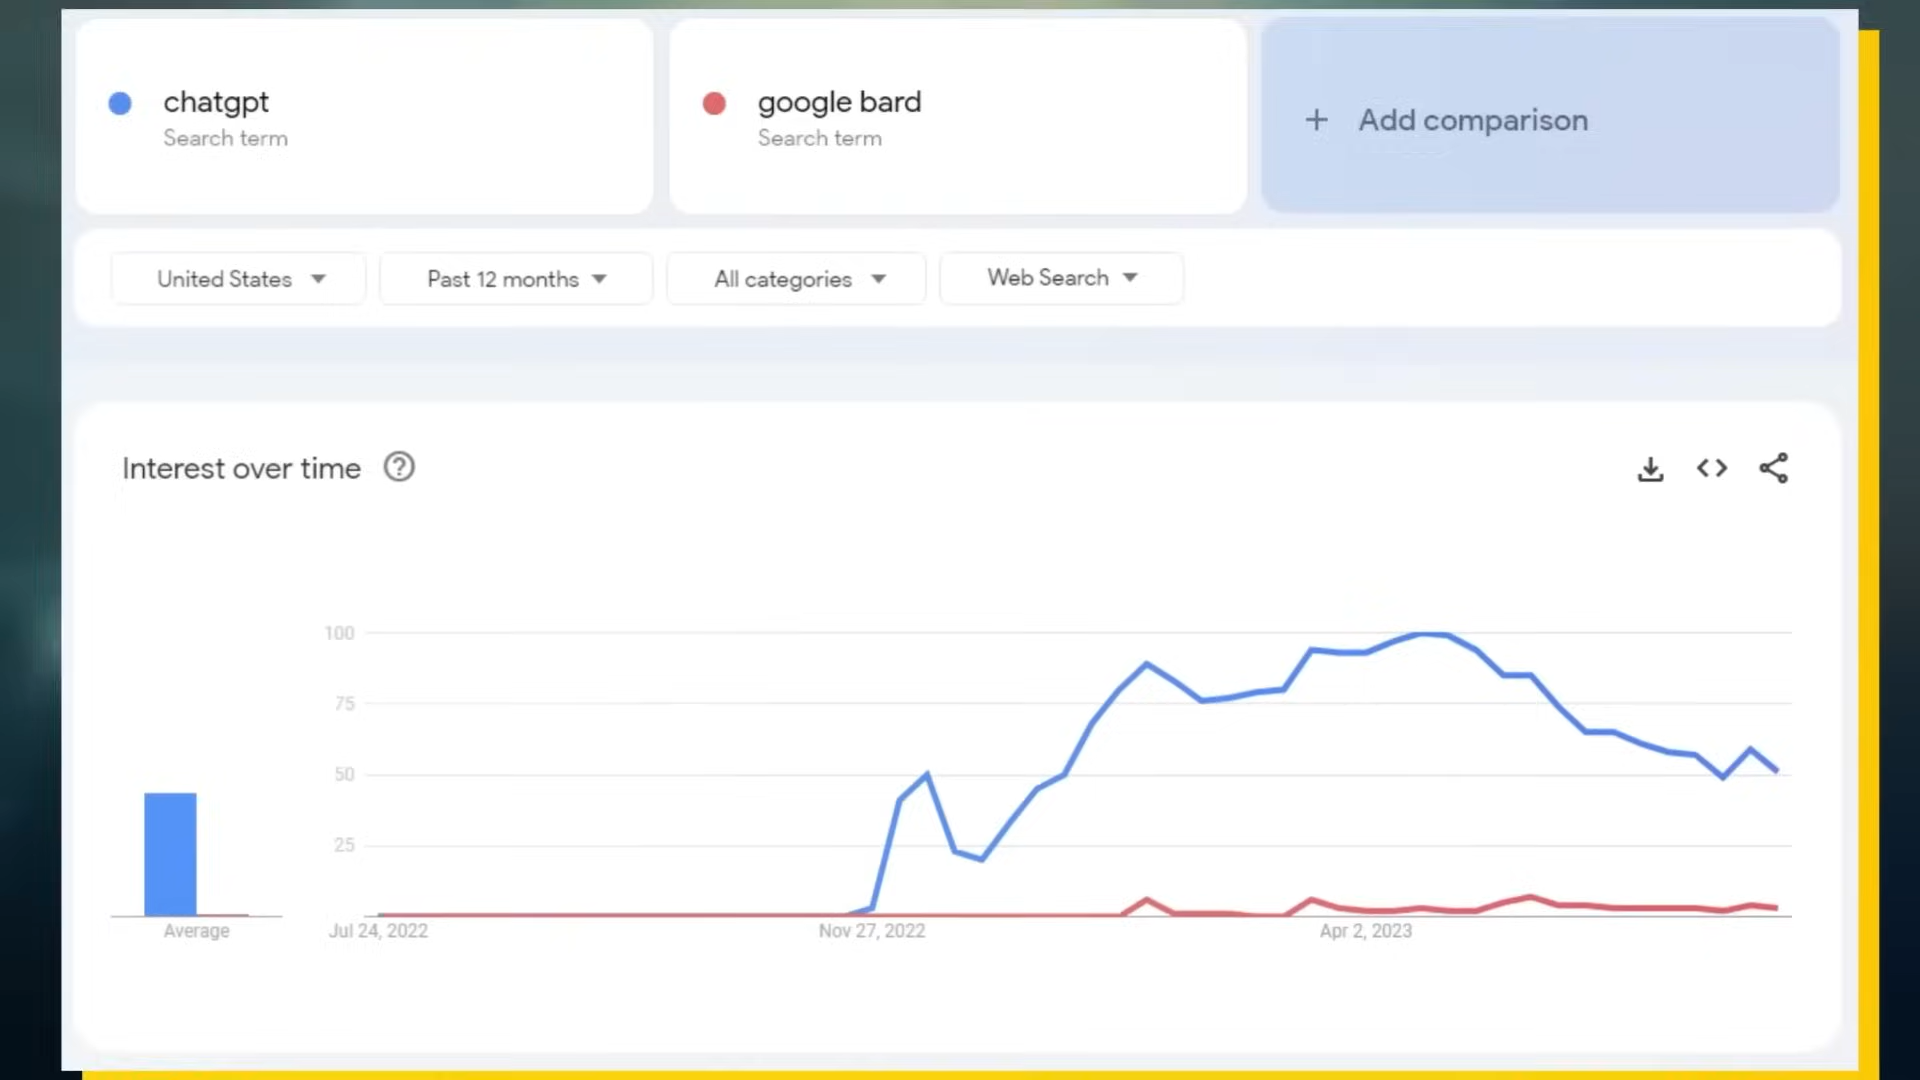 chatgpt
Search term
google bard
Search term
+ Add comparison
United States
Past 12 months
All categories
Web Search
Interest over time
100
75
50
25
Average
Jul 24, 2022
Nov 27, 2022
Apr 2, 2023